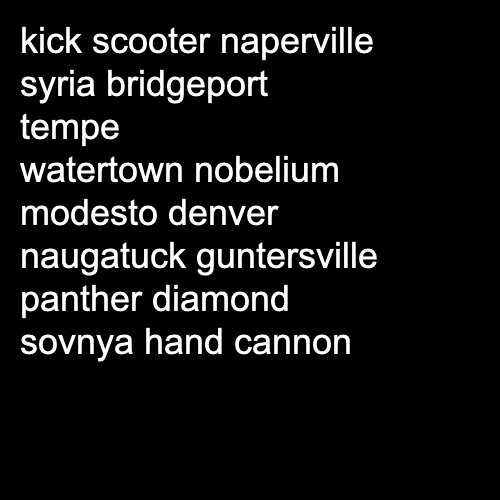 kick scooter naperville
syria bridgeport
tempe
watertown nobelium
modesto denver
naugatuck guntersville
panther diamond
sovnya hand cannon